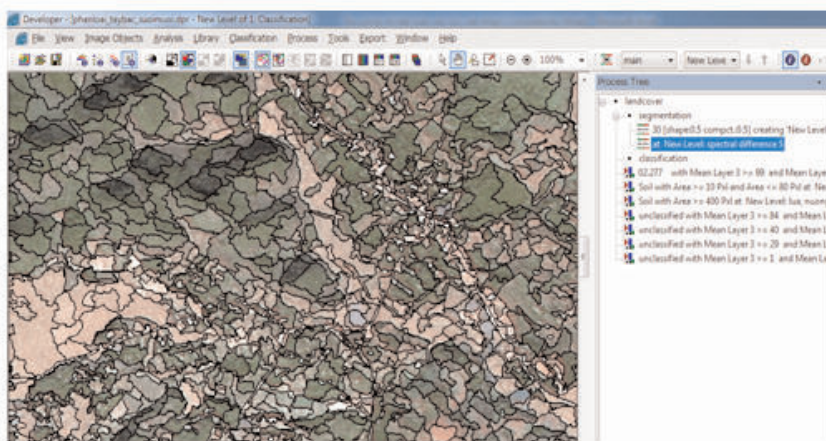 Developer - [phanloai_taybac_suoimuoi.dpr - New Level of 1: Classification]
File View Image Objects Analysis Library Classification Process Tools Export Window Help
100% main New Leve
Process Tree
landcover
segmentation
30 [shape:0.5 compct.:0.5] creating 'New Level
at New Level: spectral difference 5
classification
with Mean Layer 3 >= 88 and Mean Laye
Soil with Area >= 10 Pxl and Area <= 80 Pxl at Ne
Soil with Area >= 400 Pxl at New Level: lua, nuon
unclassified with Mean Layer 3 >= 84 and Mean L
unclassified with Mean Layer 3 >= 40 and Mean L
unclassified with Mean Layer 3 >= 29 and Mean L
unclassified with Mean Layer 3 >= 1 and Mean L